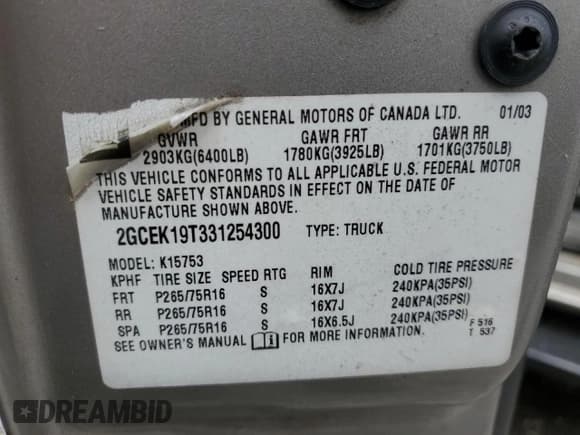 MFD BY GENERAL MOTORS OF CANADA LTD. 01/03
GVWR GAWR FRT GAWR RR
2903KG(6400LB) 1780KG(3925LB) 1701KG(3750LB)
THIS VEHICLE CONFORMS TO ALL APPLICABLE U.S. FEDERAL MOTOR
VEHICLE SAFETY STANDARDS IN EFFECT ON THE DATE OF
MANUFACTURE SHOWN ABOVE.
2GCEK19T331254300 TYPE: TRUCK
MODEL: K15753
KPHF TIRE SIZE SPEED RTG RIM COLD TIRE PRESSURE
FRT P265/75R16 S 16X7J 240KPA(35PSI)
RR P265/75R16 S 16X7J 240KPA(35PSI)
SPA P265/75R16 S 16X6.5J 240KPA(35PSI)
SEE OWNER'S MANUAL FOR MORE INFORMATION. F 516
T 537
DREAMBID